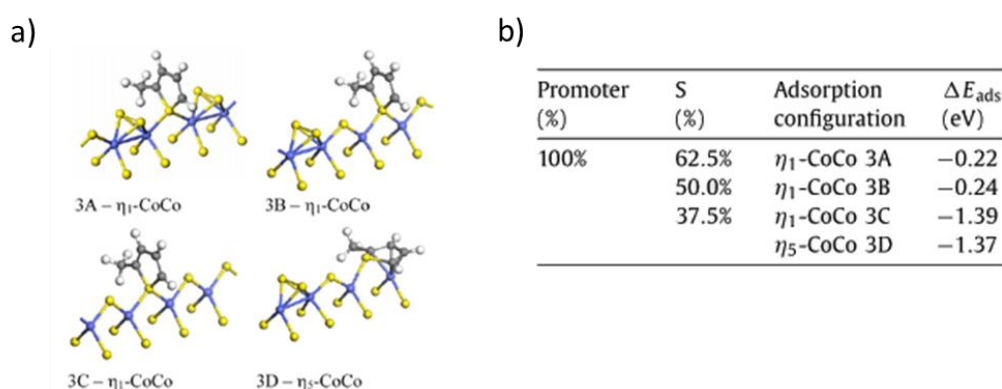 a)
3A – η1-CoCo
3B – η1-CoCo
3C – η1-CoCo
3D – η5-CoCo
b)
Promoter (%) S (%) Adsorption configuration ΔEads (eV)
100% 62.5% η1-CoCo 3A −0.22
50.0% η1-CoCo 3B −0.24
37.5% η1-CoCo 3C −1.39
η5-CoCo 3D −1.37